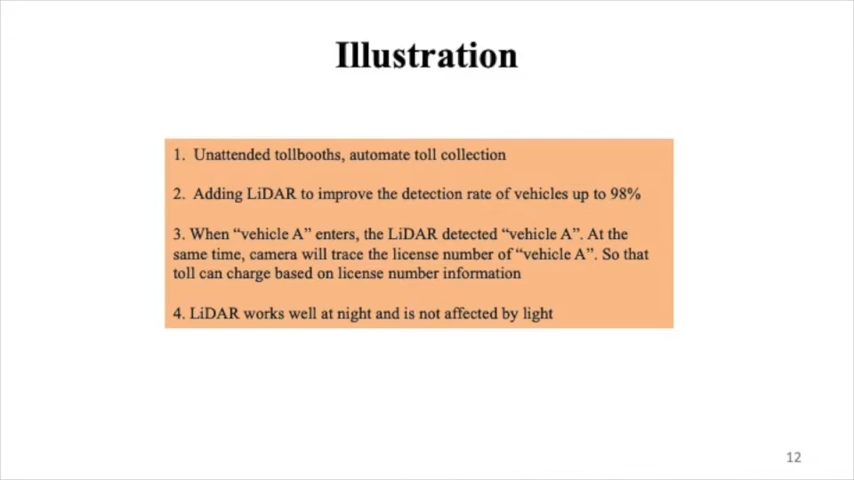 Illustration
1. Unattended tollbooths, automate toll collection
2. Adding LiDAR to improve the detection rate of vehicles up to 98%
3. When “vehicle A” enters, the LiDAR detected “vehicle A”. At the
same time, camera will trace the license number of “vehicle A”. So that
toll can charge based on license number information
4. LiDAR works well at night and is not affected by light
12